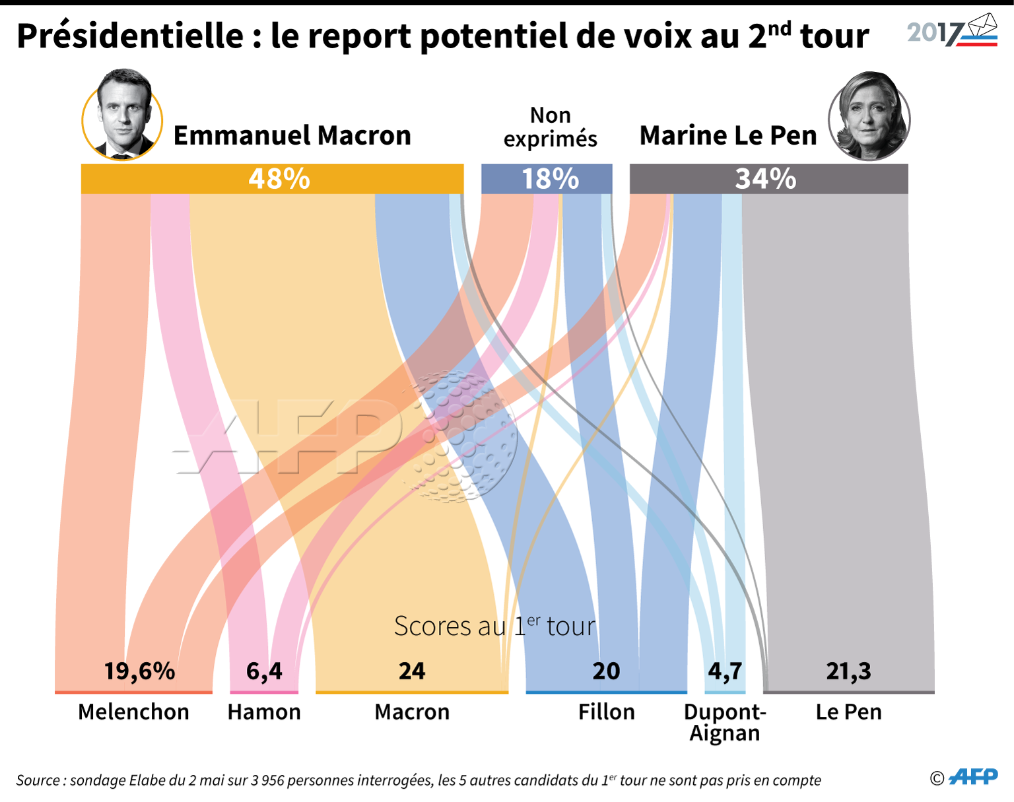 Présidentielle : le report potentiel de voix au 2nd tour
2017
Emmanuel Macron
Non
exprimés
Marine Le Pen
48%
18%
34%
AFP
Scores au 1er tour
19,6%
6,4
24
20
4,7
21,3
Melenchon
Hamon
Macron
Fillon
Dupont-
Aignan
Le Pen
Source : sondage Elabe du 2 mai sur 3 956 personnes interrogées, les 5 autres candidats du 1er tour ne sont pas pris en compte
© AFP